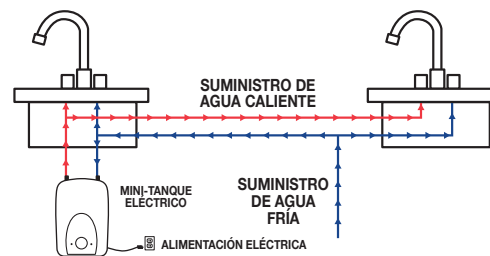 SUMINISTRO DE
AGUA CALIENTE
MINI-TANQUE
ELÉCTRICO
SUMINISTRO
DE AGUA
FRÍA
ALIMENTACIÓN ELÉCTRICA